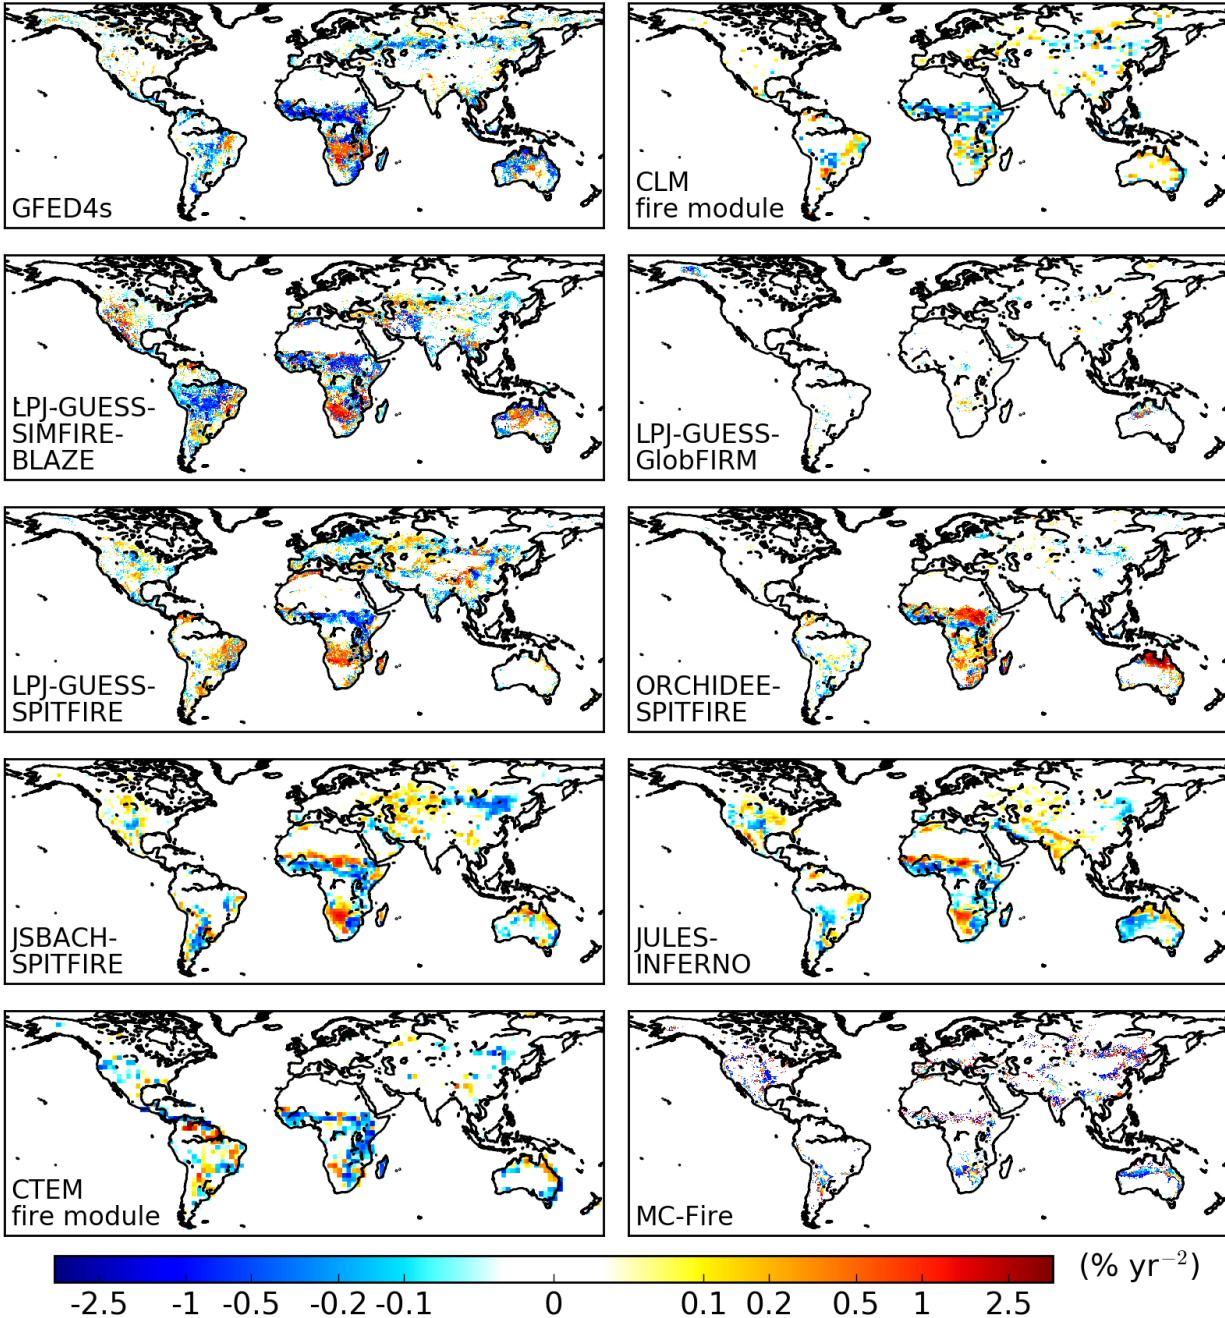 GFED4s
CLM
fire module
LPJ-GUESS-
SIMFIRE-
BLAZE
LPJ-GUESS-
GlobFIRM
LPJ-GUESS-
SPITFIRE
ORCHIDEE-
SPITFIRE
JSBACH-
SPITFIRE
JULES-
INFERNO
CTEM
fire module
MC-Fire
(% yr⁻²)
-2.5 -1 -0.5 -0.2 -0.1 0 0.1 0.2 0.5 1 2.5